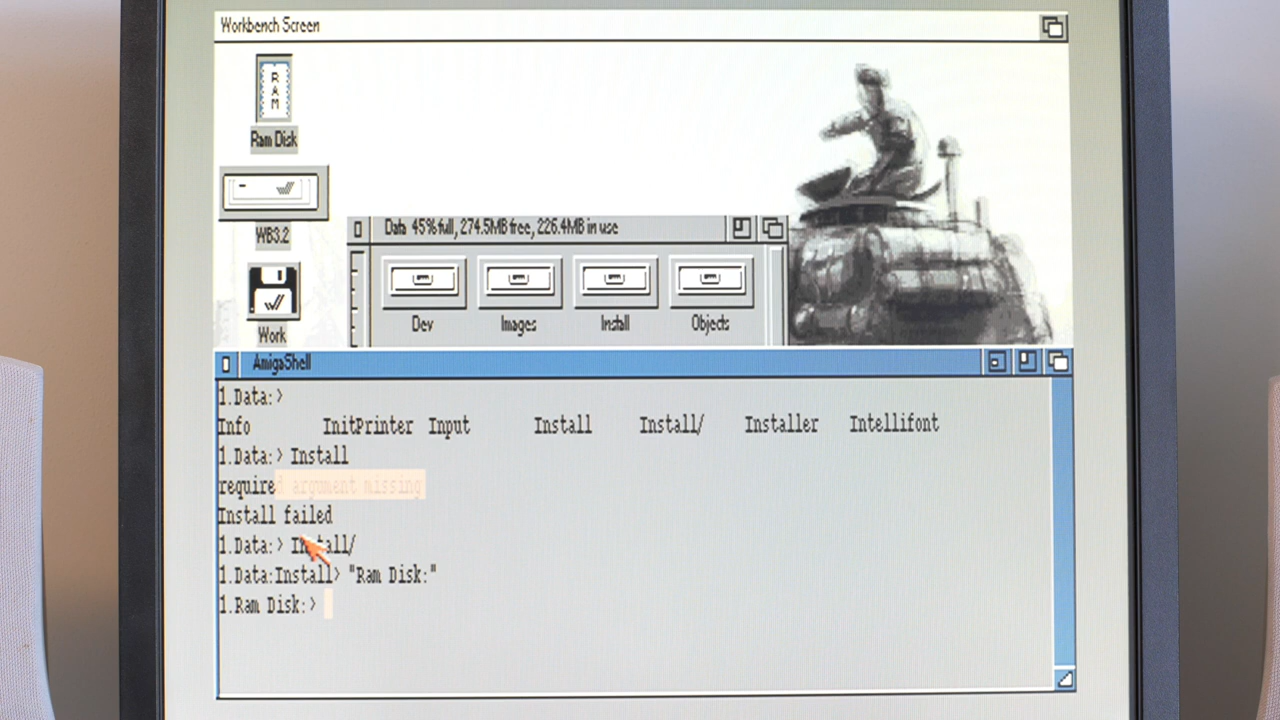 Workbench Screen
RAM
Ram Disk
WB3.2
Work
Data 45% full, 274.5MB free, 226.4MB in use
Dev Images Install Objects
AmigaShell
1.Data:>
Info InitPrinter Input Install Install/ Installer Intellifont
1.Data:> Install
required argument missing
Install failed
1.Data:> Install/
1.Data:Install> "Ram Disk:"
1.Ram Disk:>